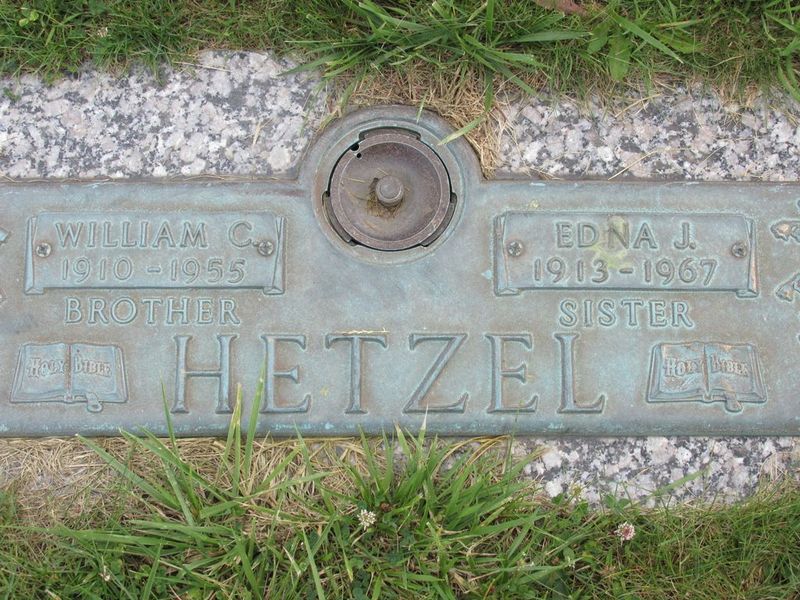 WILLIAM C.
1910 - 1955
BROTHER
EDNA J.
1913 - 1967
SISTER
HOLY BIBLE
HETZEL
HOLY BIBLE